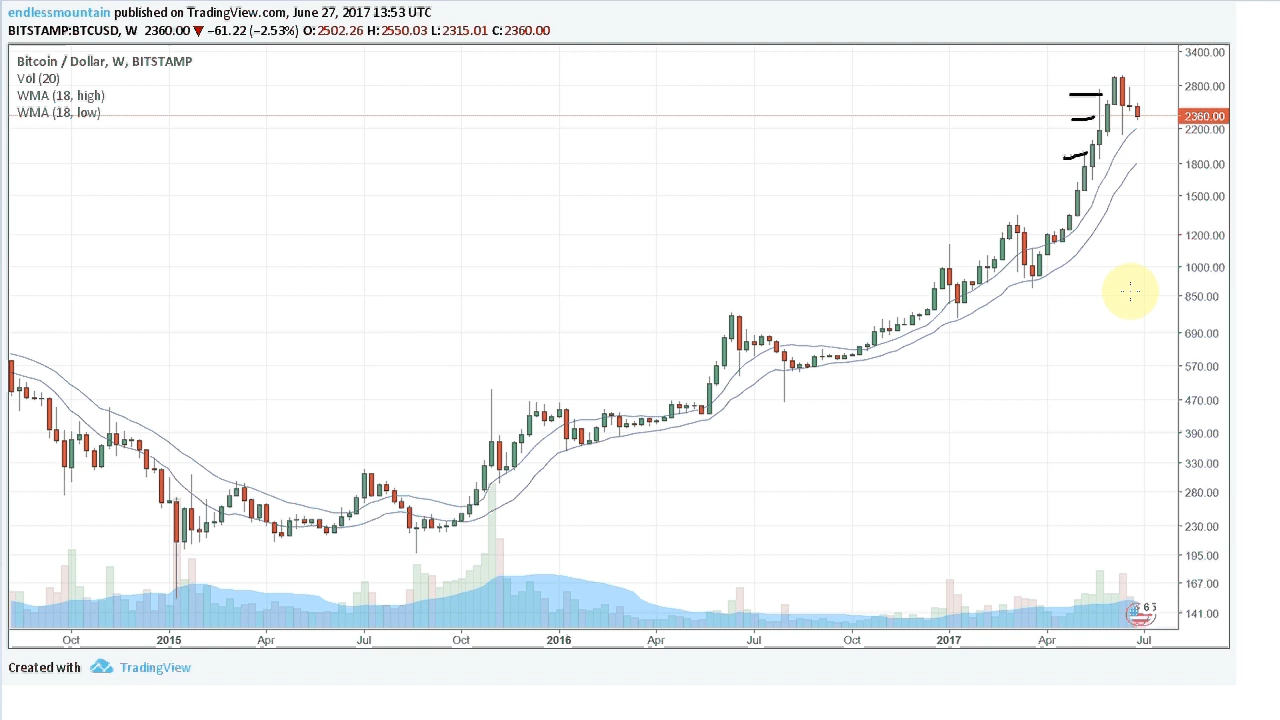 endlessmountain published on TradingView.com, June 27, 2017 13:53 UTC
BITSTAMP:BTCUSD, W 2360.00 ▼ −61.22 (−2.53%) O:2502.26 H:2550.03 L:2315.01 C:2360.00
Bitcoin / Dollar, W, BITSTAMP
Vol (20)
WMA (18, high)
WMA (18, low)
3400.00
2800.00
2360.00
2200.00
1800.00
1500.00
1200.00
1000.00
850.00
690.00
570.00
470.00
390.00
330.00
280.00
230.00
195.00
167.00
141.00
Oct 2015 Apr Jul Oct 2016 Apr Jul Oct 2017 Apr Jul
Created with TradingView